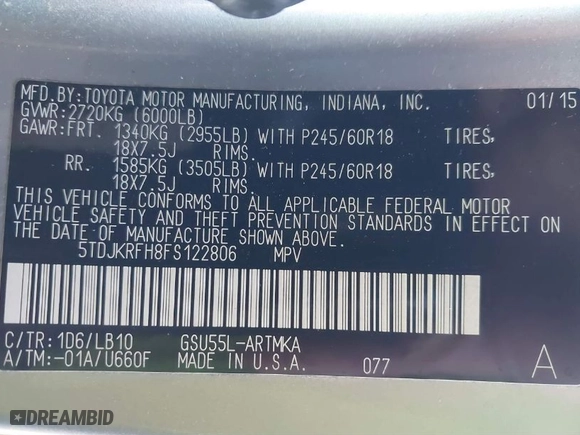 MFD.BY:TOYOTA MOTOR MANUFACTURING, INDIANA, INC. 01/15
GVWR:2720KG (6000LB)
GAWR:FRT. 1340KG (2955LB) WITH P245/60R18 TIRES,
18X7.5J RIMS.
RR. 1585KG (3505LB) WITH P245/60R18 TIRES,
18X7.5J RIMS.
THIS VEHICLE CONFORMS TO ALL APPLICABLE FEDERAL MOTOR
VEHICLE SAFETY AND THEFT PREVENTION STANDARDS IN EFFECT ON
THE DATE OF MANUFACTURE SHOWN ABOVE.
5TDJKRFH8FS122806 MPV
C/TR:1D6/LB10 GSU55L-ARTMKA
A/TM:-01A/U660F MADE IN U.S.A. 077 A
DREAMBID